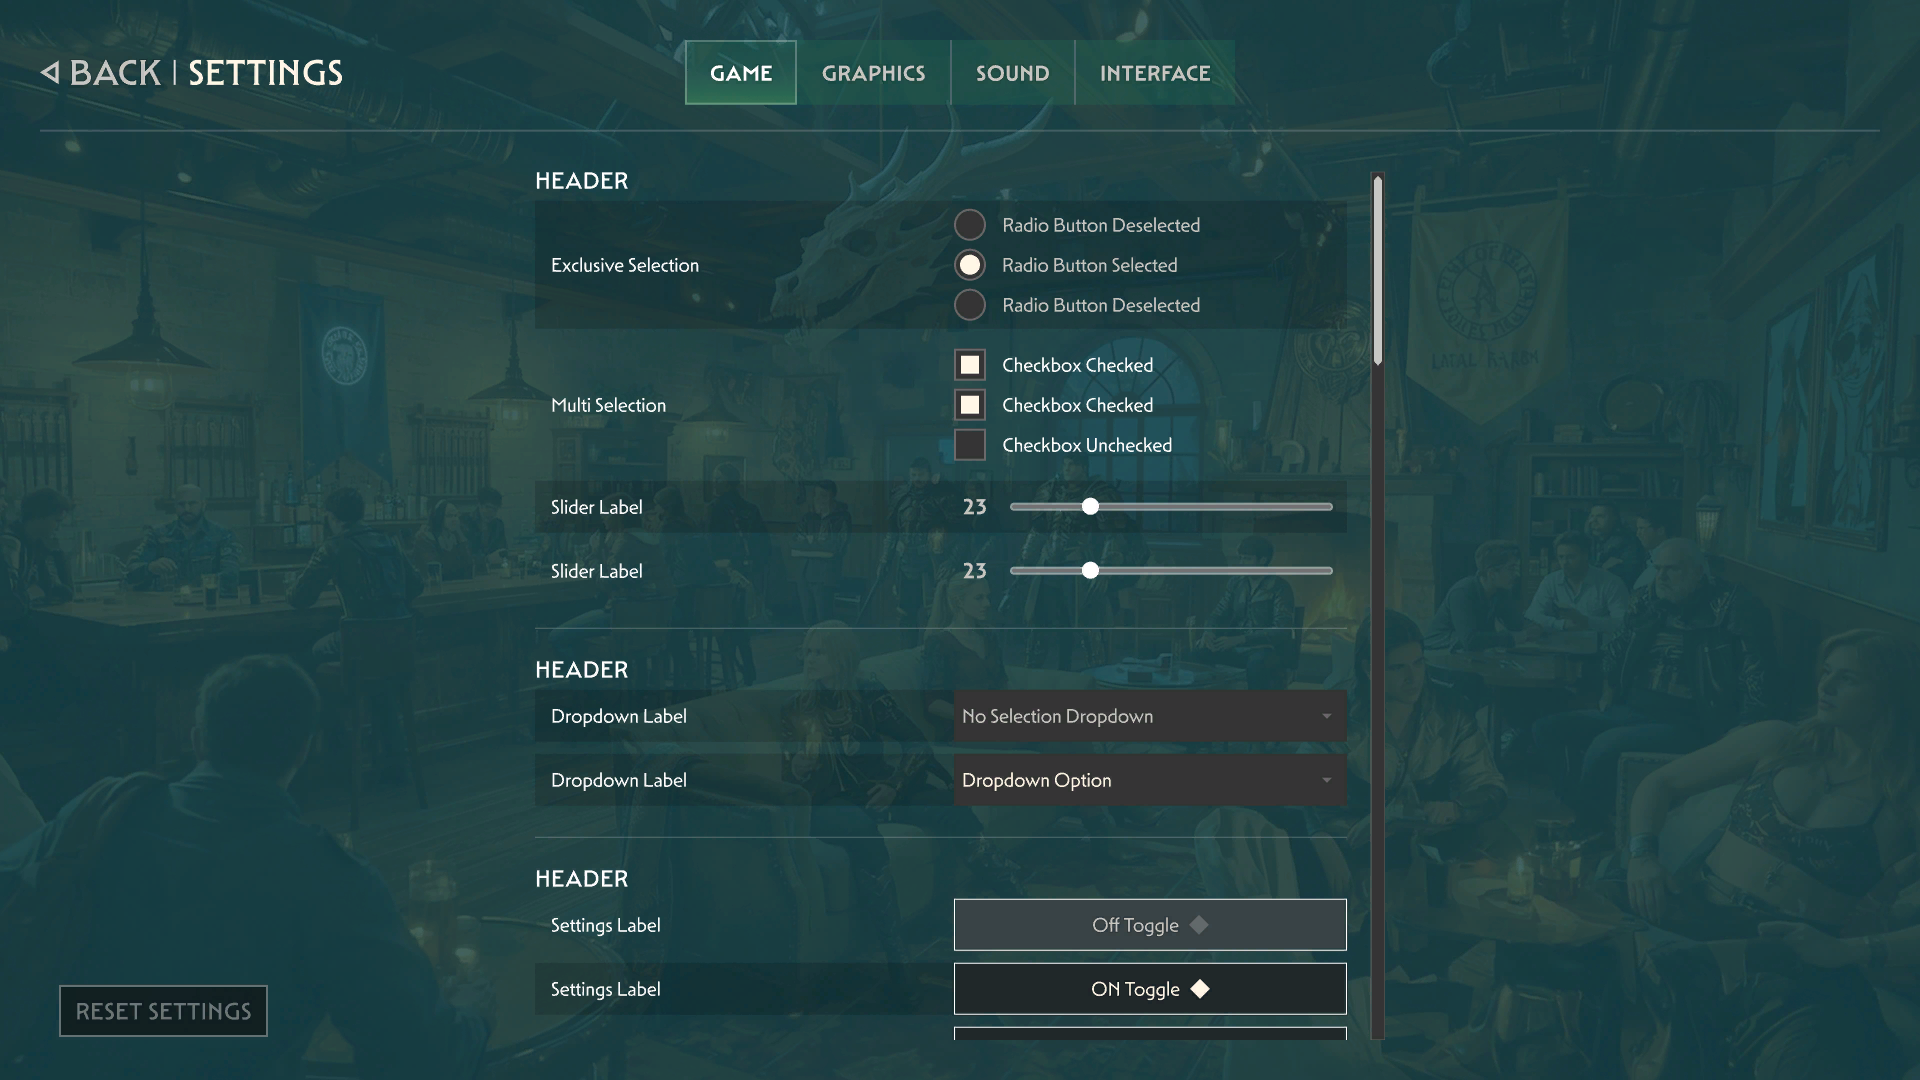 BACK | SETTINGS
GAME
GRAPHICS
SOUND
INTERFACE
HEADER
Exclusive Selection
Radio Button Deselected
Radio Button Selected
Radio Button Deselected
Multi Selection
Checkbox Checked
Checkbox Checked
Checkbox Unchecked
Slider Label
23
Slider Label
23
HEADER
Dropdown Label
No Selection Dropdown
Dropdown Label
Dropdown Option
HEADER
Settings Label
Off Toggle
Settings Label
ON Toggle
RESET SETTINGS